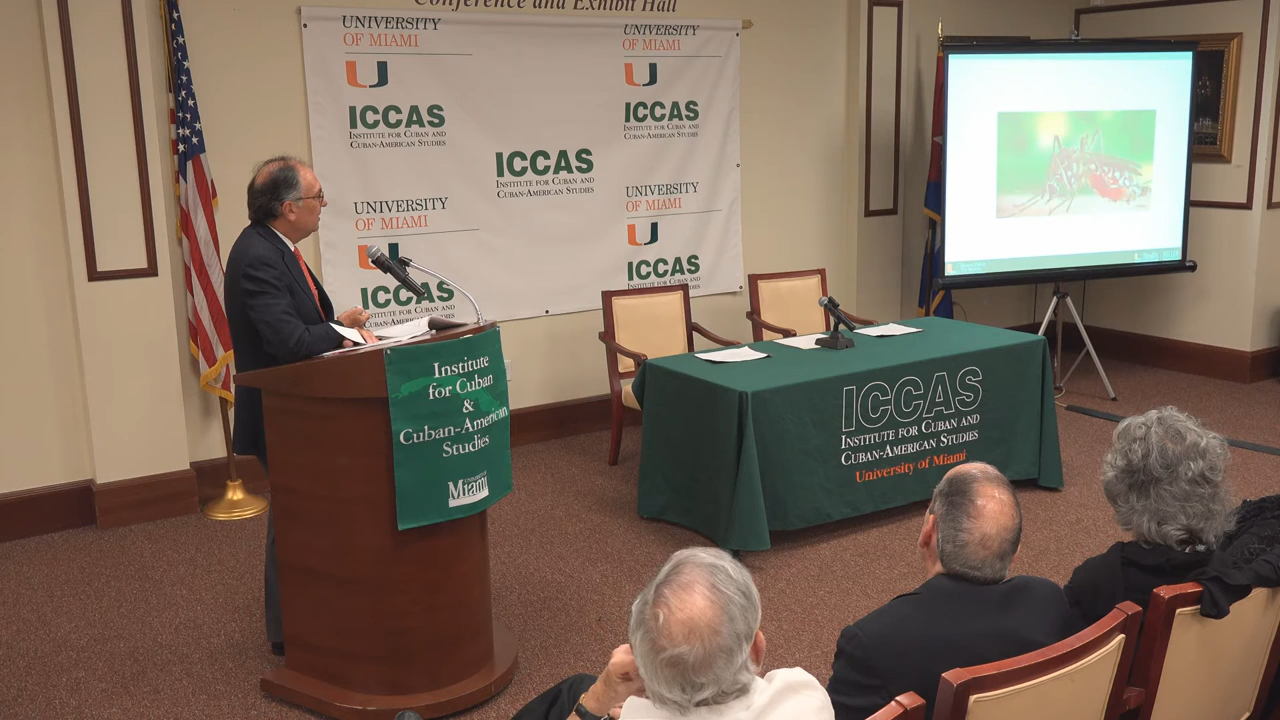 Conference and Exhibit Hall
UNIVERSITY
OF MIAMI
ICCAS
INSTITUTE FOR CUBAN AND
CUBAN-AMERICAN STUDIES
UNIVERSITY
OF MIAMI
ICCAS
INSTITUTE FOR CUBAN AND
CUBAN-AMERICAN STUDIES
ICCAS
INSTITUTE FOR CUBAN AND
CUBAN-AMERICAN STUDIES
UNIVERSITY
OF MIAMI
ICCAS
INSTITUTE FOR CUBAN AND
CUBAN-AMERICAN STUDIES
UNIVERSITY
OF MIAMI
ICCAS
INSTITUTE FOR CUBAN AND
Institute
for Cuban
&
Cuban-American
Studies
UNIVERSITY OF
Miami
ICCAS
INSTITUTE FOR CUBAN AND
CUBAN-AMERICAN STUDIES
University of Miami